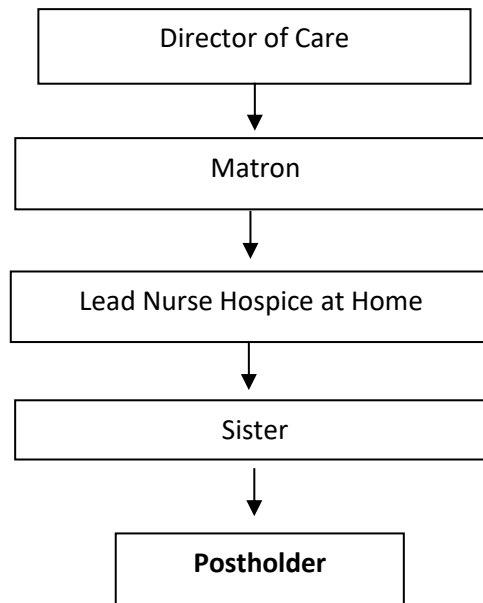 Director of Care
Matron
Lead Nurse Hospice at Home
Sister
Postholder